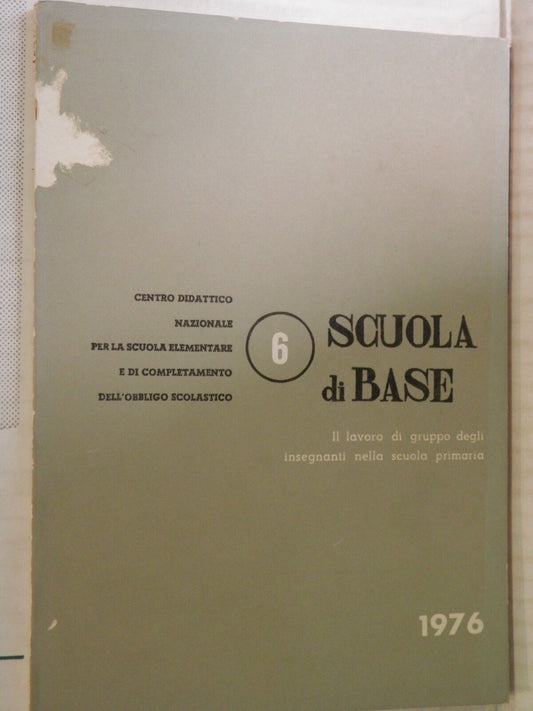 CENTRO DIDATTICO
NAZIONALE
PER LA SCUOLA ELEMENTARE
E DI COMPLETAMENTO
DELL'OBBLIGO SCOLASTICO
6
SCUOLA
di BASE
Il lavoro di gruppo degli
insegnanti nella scuola primaria
1976